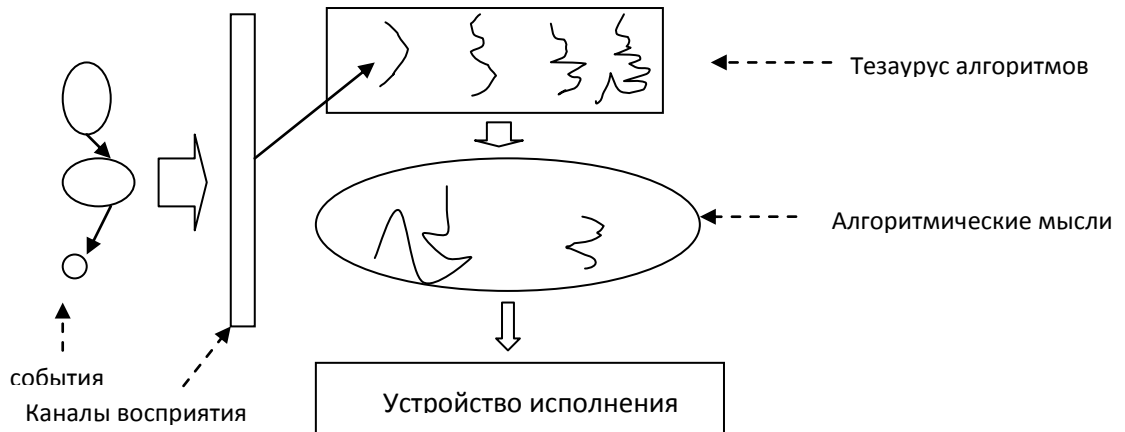 Тезаурус алгоритмов
Алгоритмические мысли
события
Каналы восприятия
Устройство исполнения